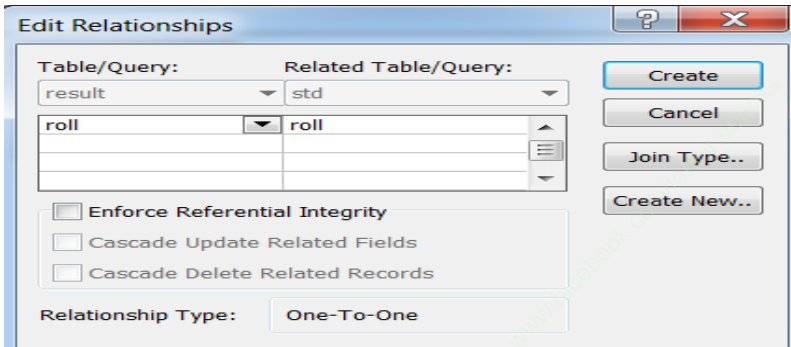 Edit Relationships
Table/Query: Related Table/Query:
result std
roll roll
Create
Cancel
Join Type..
Create New..
Enforce Referential Integrity
Cascade Update Related Fields
Cascade Delete Related Records
Relationship Type: One-To-One